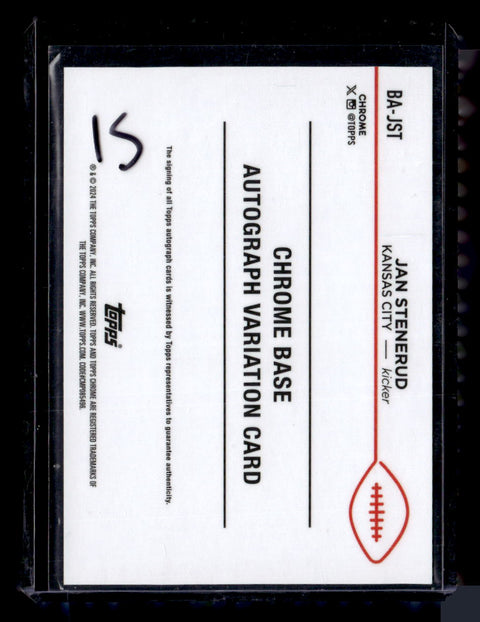 BA-JST
JAN STENERUD
KANSAS CITY — kicker
CHROME
@TOPPS
CHROME BASE
AUTOGRAPH VARIATION CARD
The signing of all Topps autograph cards is witnessed by Topps representatives to guarantee authenticity.
topps®
® & © 2024 THE TOPPS COMPANY, INC. ALL RIGHTS RESERVED. TOPPS AND TOPPS CHROME ARE REGISTERED TRADEMARKS OF
THE TOPPS COMPANY, INC. WWW.TOPPS.COM. CODE#CMP095496.
15